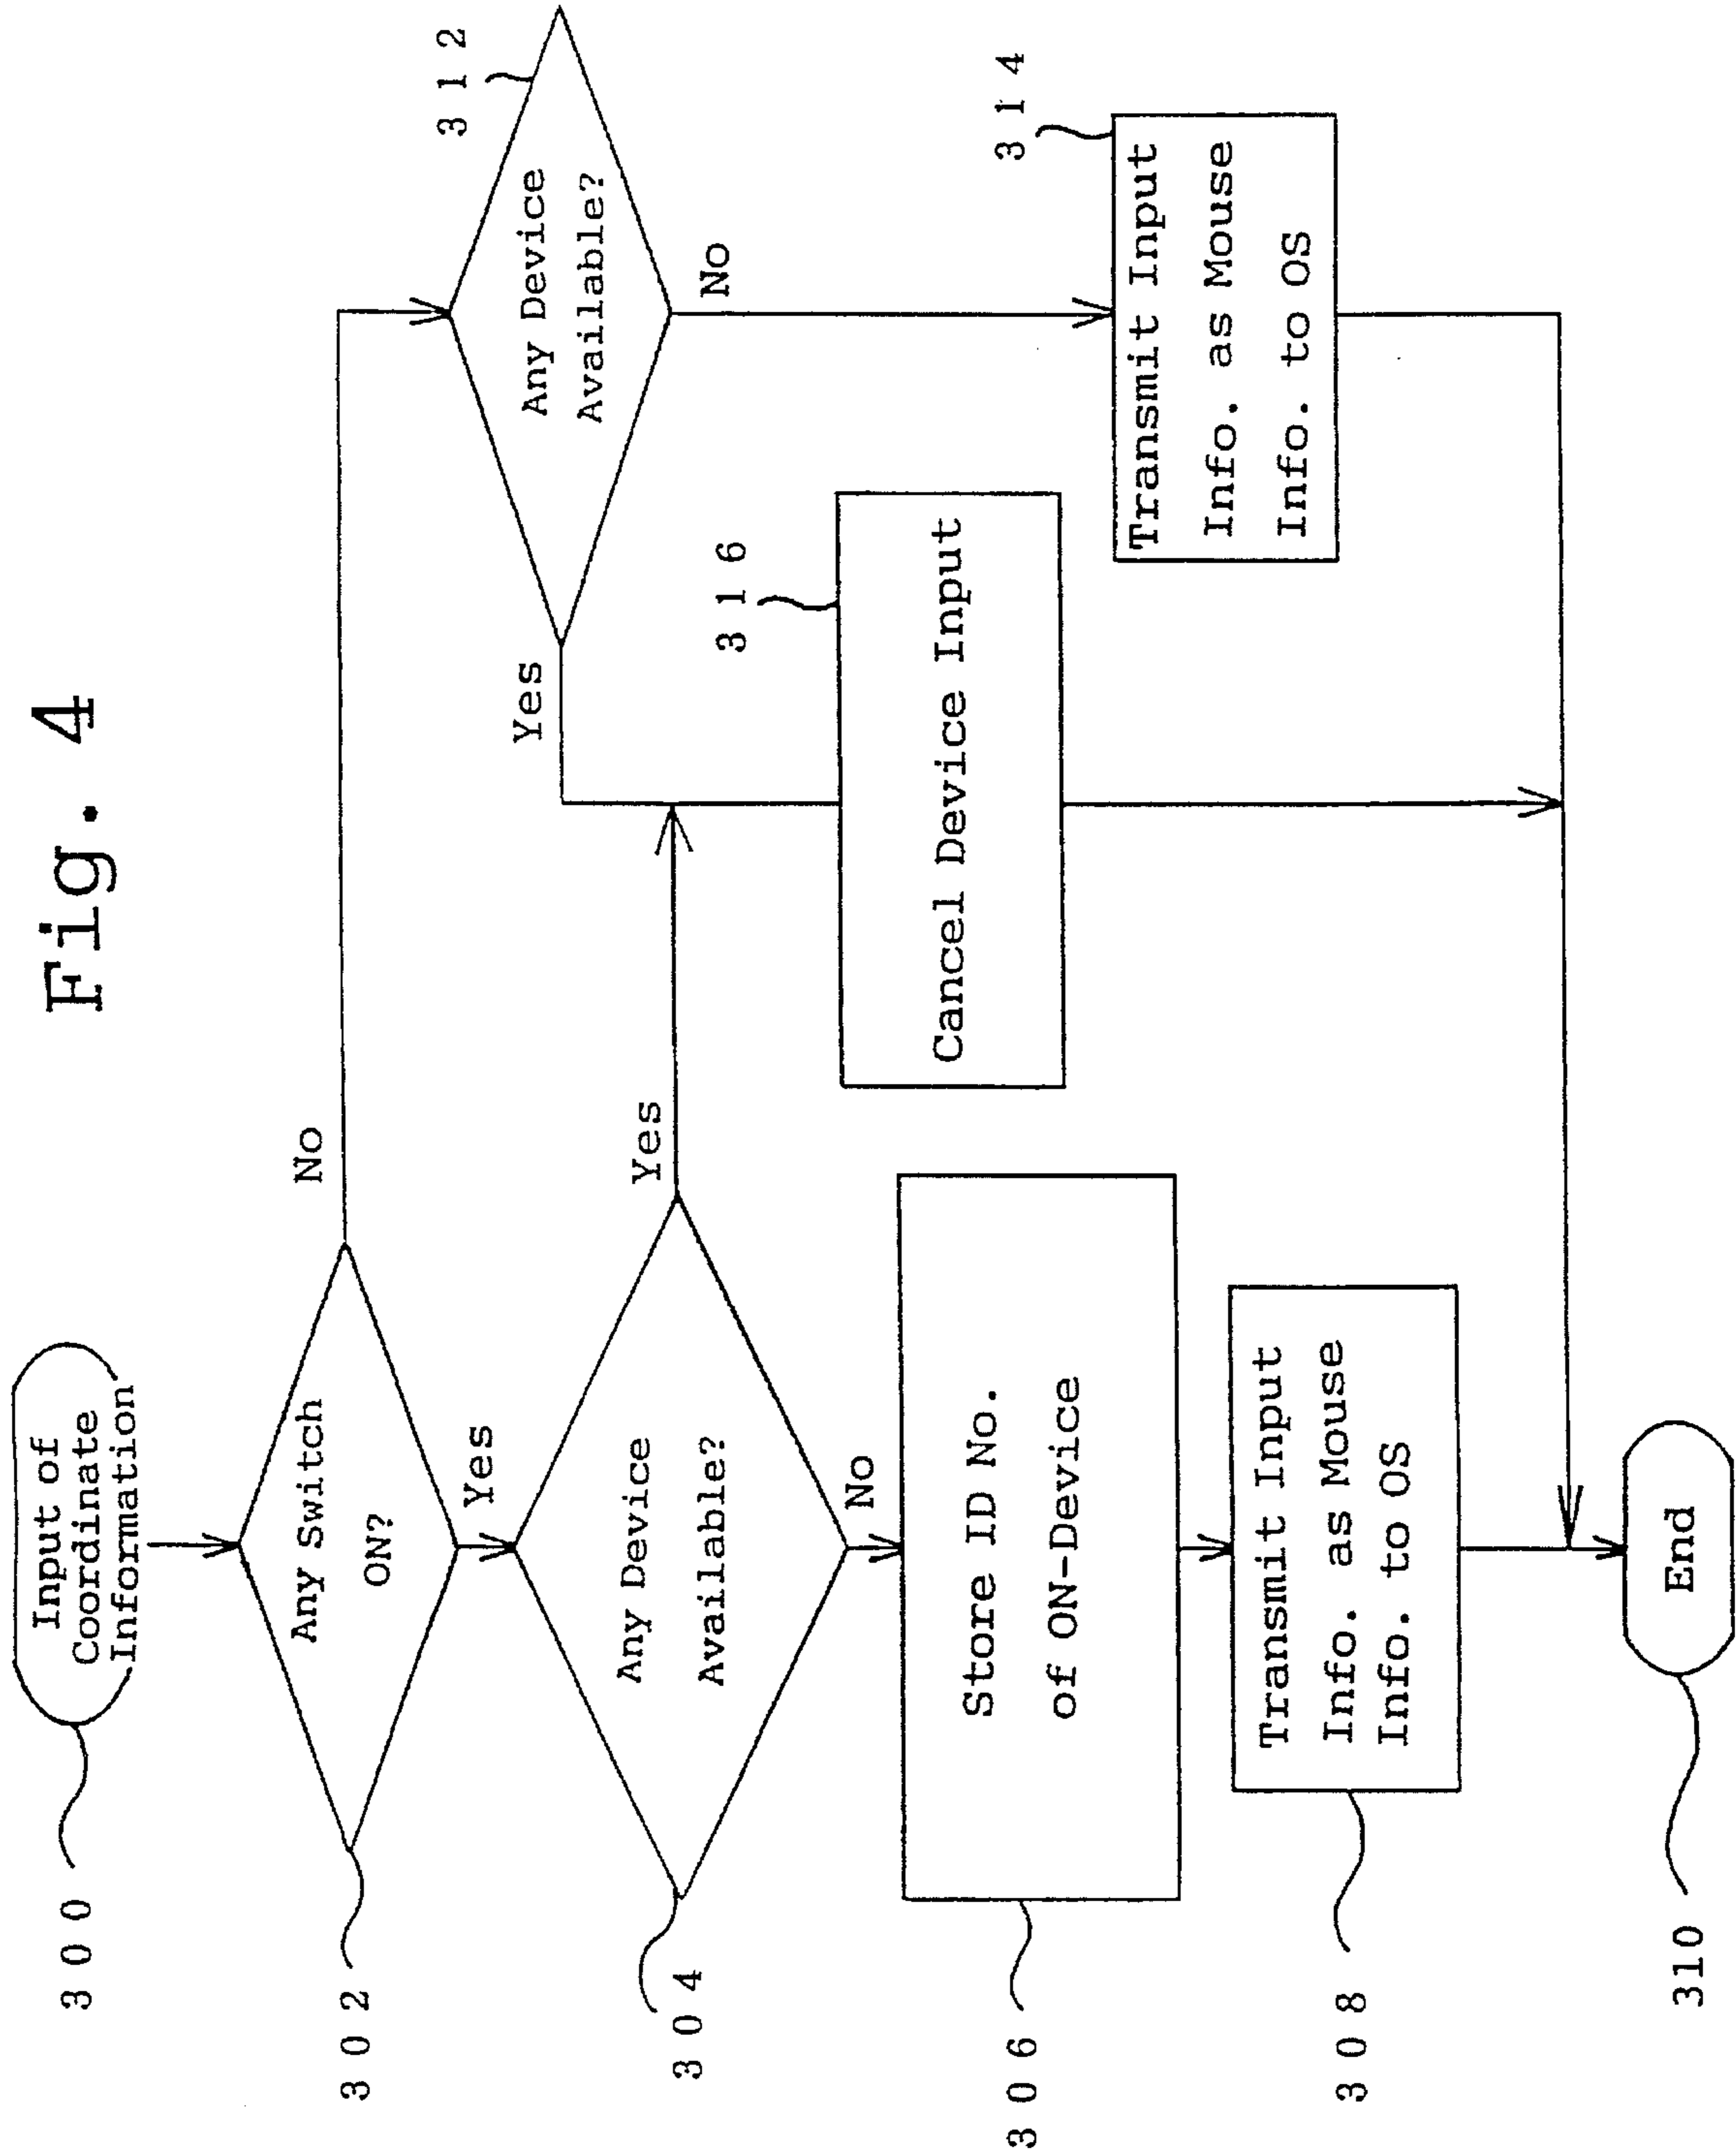 Fig. 4
300
Input of
Coordinate
Information
302
Any Switch
ON?
No
Yes
304
Any Device
Available?
Yes
No
306
Store ID No.
of ON-Device
308
Transmit Input
Info. as Mouse
Info. to OS
310
End
312
Any Device
Available?
Yes
No
316
Cancel Device Input
314
Transmit Input
Info. as Mouse
Info. to OS